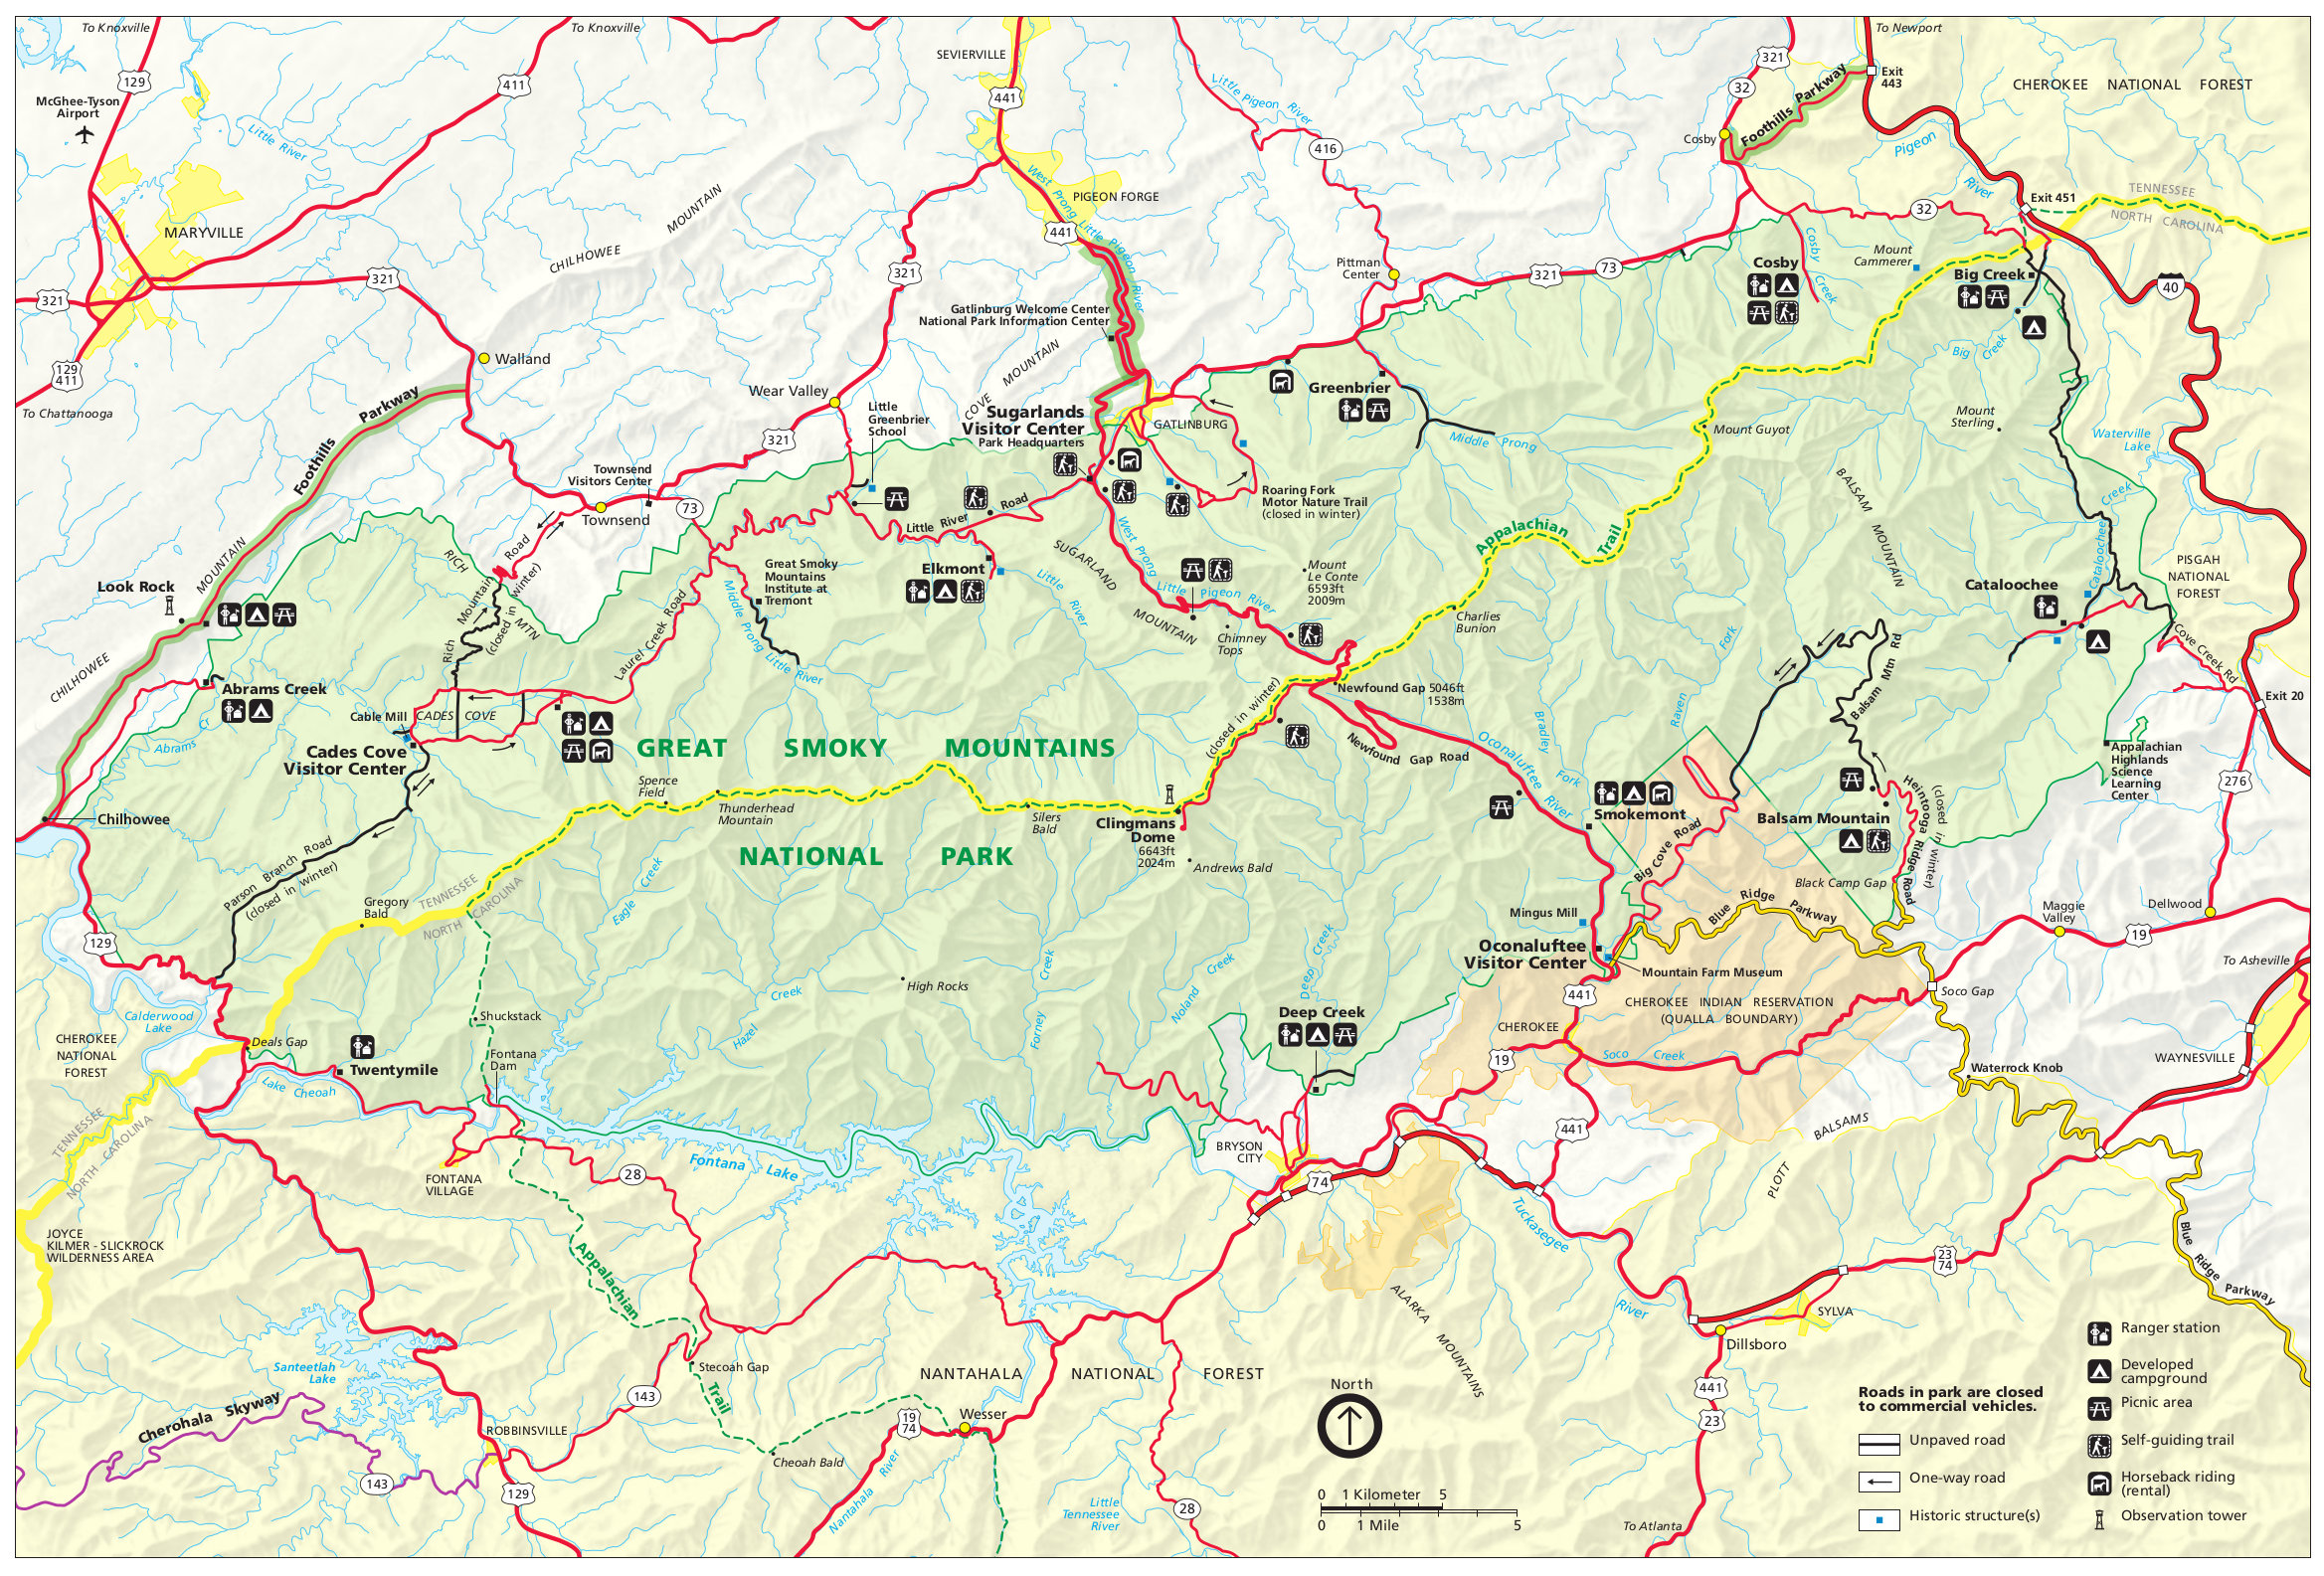 To Knoxville
129
McGhee-Tyson
Airport
To Knoxville
411
SEVIERVILLE
441
Little Pigeon River
416
321
32
To Newport
Exit
443
Foothills Parkway
Cosby
CHEROKEE NATIONAL FOREST
Pigeon River
Little River
MARYVILLE
321
321
129
411
To Chattanooga
CHILHOWEE MOUNTAIN
West Prong Little Pigeon River
PIGEON FORGE
441
321
Gatlinburg Welcome Center
National Park Information Center
Pittman
Center
321
73
32
Exit 451
TENNESSEE
NORTH CAROLINA
Cosby
Cosby Creek
Mount
Cammerer
Big Creek
Big Creek
40
Walland
Foothills Parkway
Wear Valley
Little
Greenbrier
School
COVE MOUNTAIN
Sugarlands
Visitor Center
Park Headquarters
GATLINBURG
Greenbrier
Middle Prong
Mount Guyot
Mount
Sterling
Waterville
Lake
321
Townsend
Visitors Center
Townsend
73
Little River Road
Roaring Fork
Motor Nature Trail
(closed in winter)
Appalachian Trail
BALSAM MOUNTAIN
Cataloochee Creek
PISGAH
NATIONAL
FOREST
Look Rock
CHILHOWEE MOUNTAIN
RICH MTN
Rich Mountain Road
(closed in winter)
Great Smoky
Mountains
Institute at
Tremont
Elkmont
Little River
SUGARLAND MOUNTAIN
West Prong Little Pigeon River
Mount
Le Conte
6593ft
2009m
Chimney
Tops
Charlies
Bunion
Cataloochee
Cove Creek Rd
Exit 20
Abrams Creek
Abrams Cr
Laurel Creek Road
Middle Prong Little River
Cable Mill
CADES COVE
Cades Cove
Visitor Center
GREAT SMOKY MOUNTAINS
NATIONAL PARK
(closed in winter)
Newfound Gap 5046ft
1538m
Newfound Gap Road
Oconaluftee River
Bradley Fork
Raven Fork
Balsam Mtn Rd
Appalachian
Highlands
Science
Learning
Center
276
Chilhowee
Parson Branch Road
(closed in winter)
Spence
Field
Thunderhead
Mountain
Silers
Bald
Clingmans
Dome
6643ft
2024m
Andrews Bald
Smokemont
Big Cove Road
Balsam Mountain
Heintooga Ridge Road
(closed in winter)
Black Camp Gap
Gregory
Bald
TENNESSEE
NORTH CAROLINA
Eagle Creek
Mingus Mill
Oconaluftee
Visitor Center
Mountain Farm Museum
Blue Ridge Parkway
Maggie
Valley
Dellwood
19
To Asheville
129
Calderwood
Lake
CHEROKEE
NATIONAL
FOREST
Deals Gap
Twentymile
Lake Cheoah
Shuckstack
Fontana
Dam
Hazel Creek
High Rocks
Forney Creek
Noland Creek
Deep Creek
Deep Creek
441
CHEROKEE
CHEROKEE INDIAN RESERVATION
(QUALLA BOUNDARY)
19
Soco Creek
Soco Gap
Waterrock Knob
WAYNESVILLE
TENNESSEE
NORTH CAROLINA
FONTANA
VILLAGE
28
Fontana Lake
BRYSON
CITY
74
441
PLOTT BALSAMS
Tuckasegee River
JOYCE
KILMER - SLICKROCK
WILDERNESS AREA
Appalachian Trail
ALARKA MOUNTAINS
23
74
Blue Ridge Parkway
SYLVA
Dillsboro
441
23
To Atlanta
Santeetlah
Lake
Cherohala Skyway
143
ROBBINSVILLE
129
143
Stecoah Gap
Cheoah Bald
NANTAHALA NATIONAL FOREST
19
74
Wesser
Nantahala River
Little
Tennessee
River
28
North
0 1 Kilometer 5
0 1 Mile 5
Roads in park are closed
to commercial vehicles.
Unpaved road
One-way road
Historic structure(s)
Ranger station
Developed
campground
Picnic area
Self-guiding trail
Horseback riding
(rental)
Observation tower